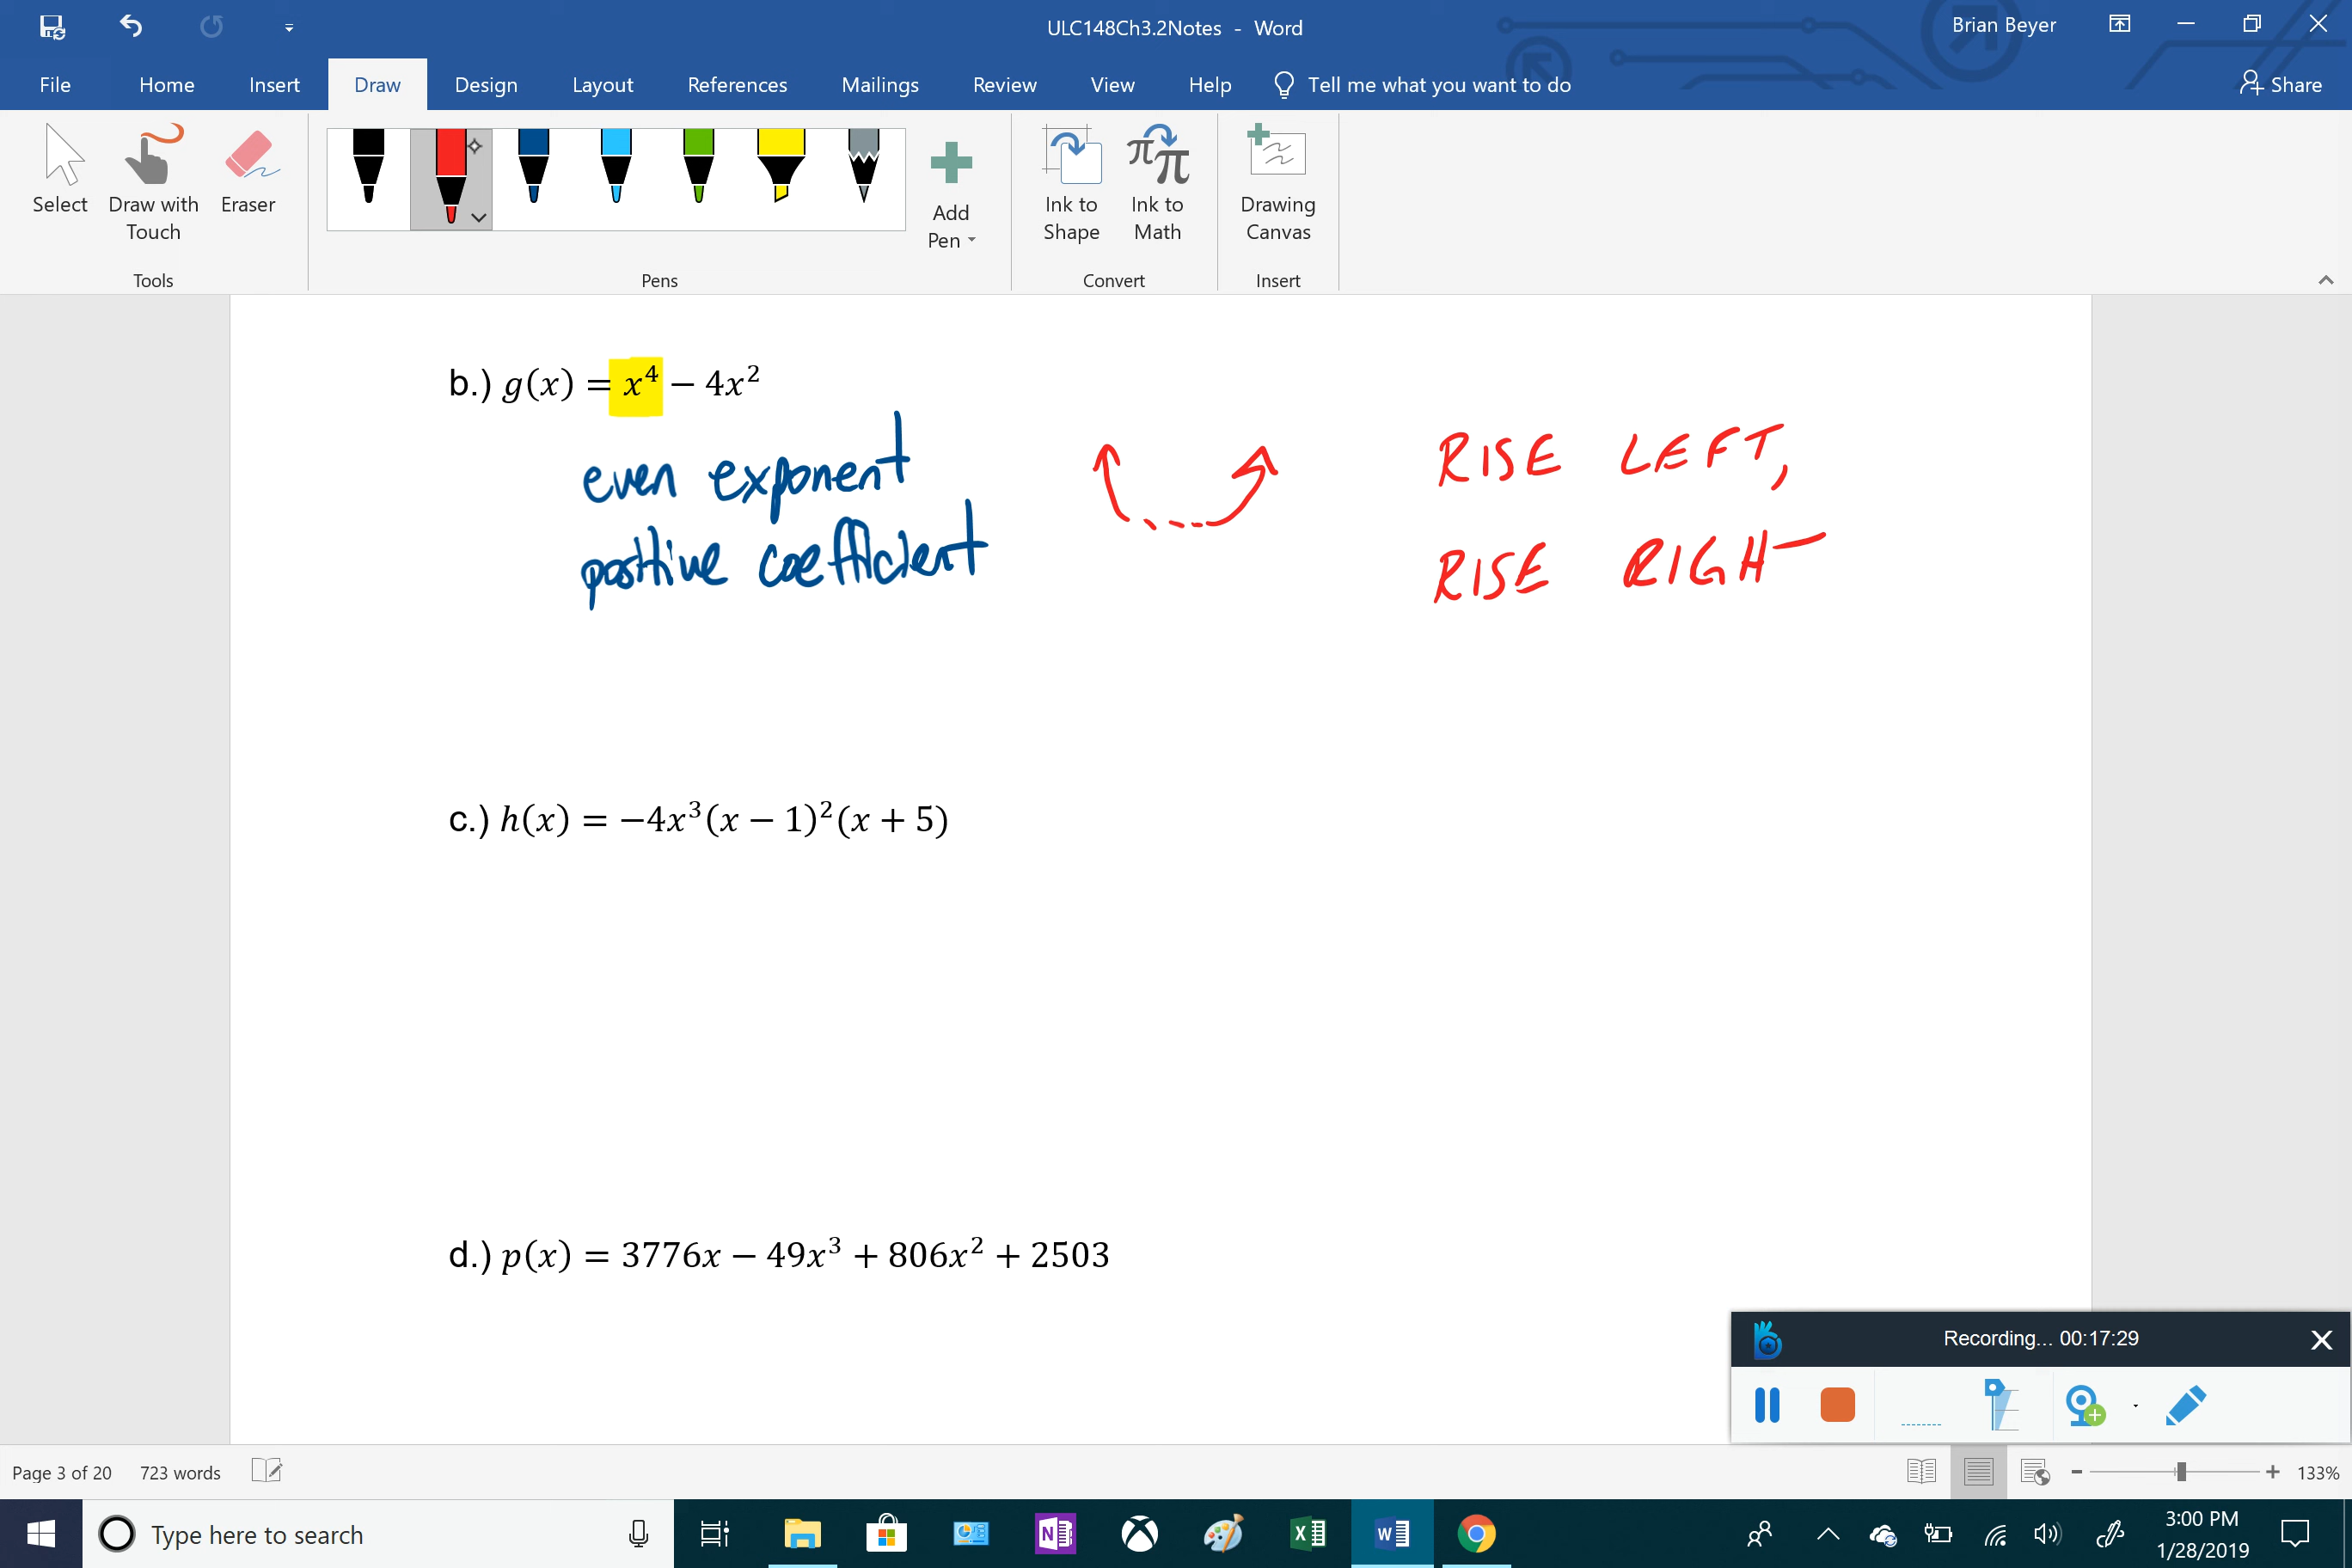 ULC148Ch3.2Notes - Word
Brian Beyer
File Home Insert Draw Design Layout References Mailings Review View Help Tell me what you want to do Share
Select Draw with Touch Eraser
Add Pen
Ink to Shape Ink to Math
Drawing Canvas
Tools Pens Convert Insert
b.) g(x) = x⁴ − 4x²
even exponent
positive coefficient
RISE LEFT,
RISE RIGHT
c.) h(x) = −4x³(x − 1)²(x + 5)
d.) p(x) = 3776x − 49x³ + 806x² + 2503
Recording... 00:17:29
Page 3 of 20 723 words
133%
Type here to search
3:00 PM
1/28/2019